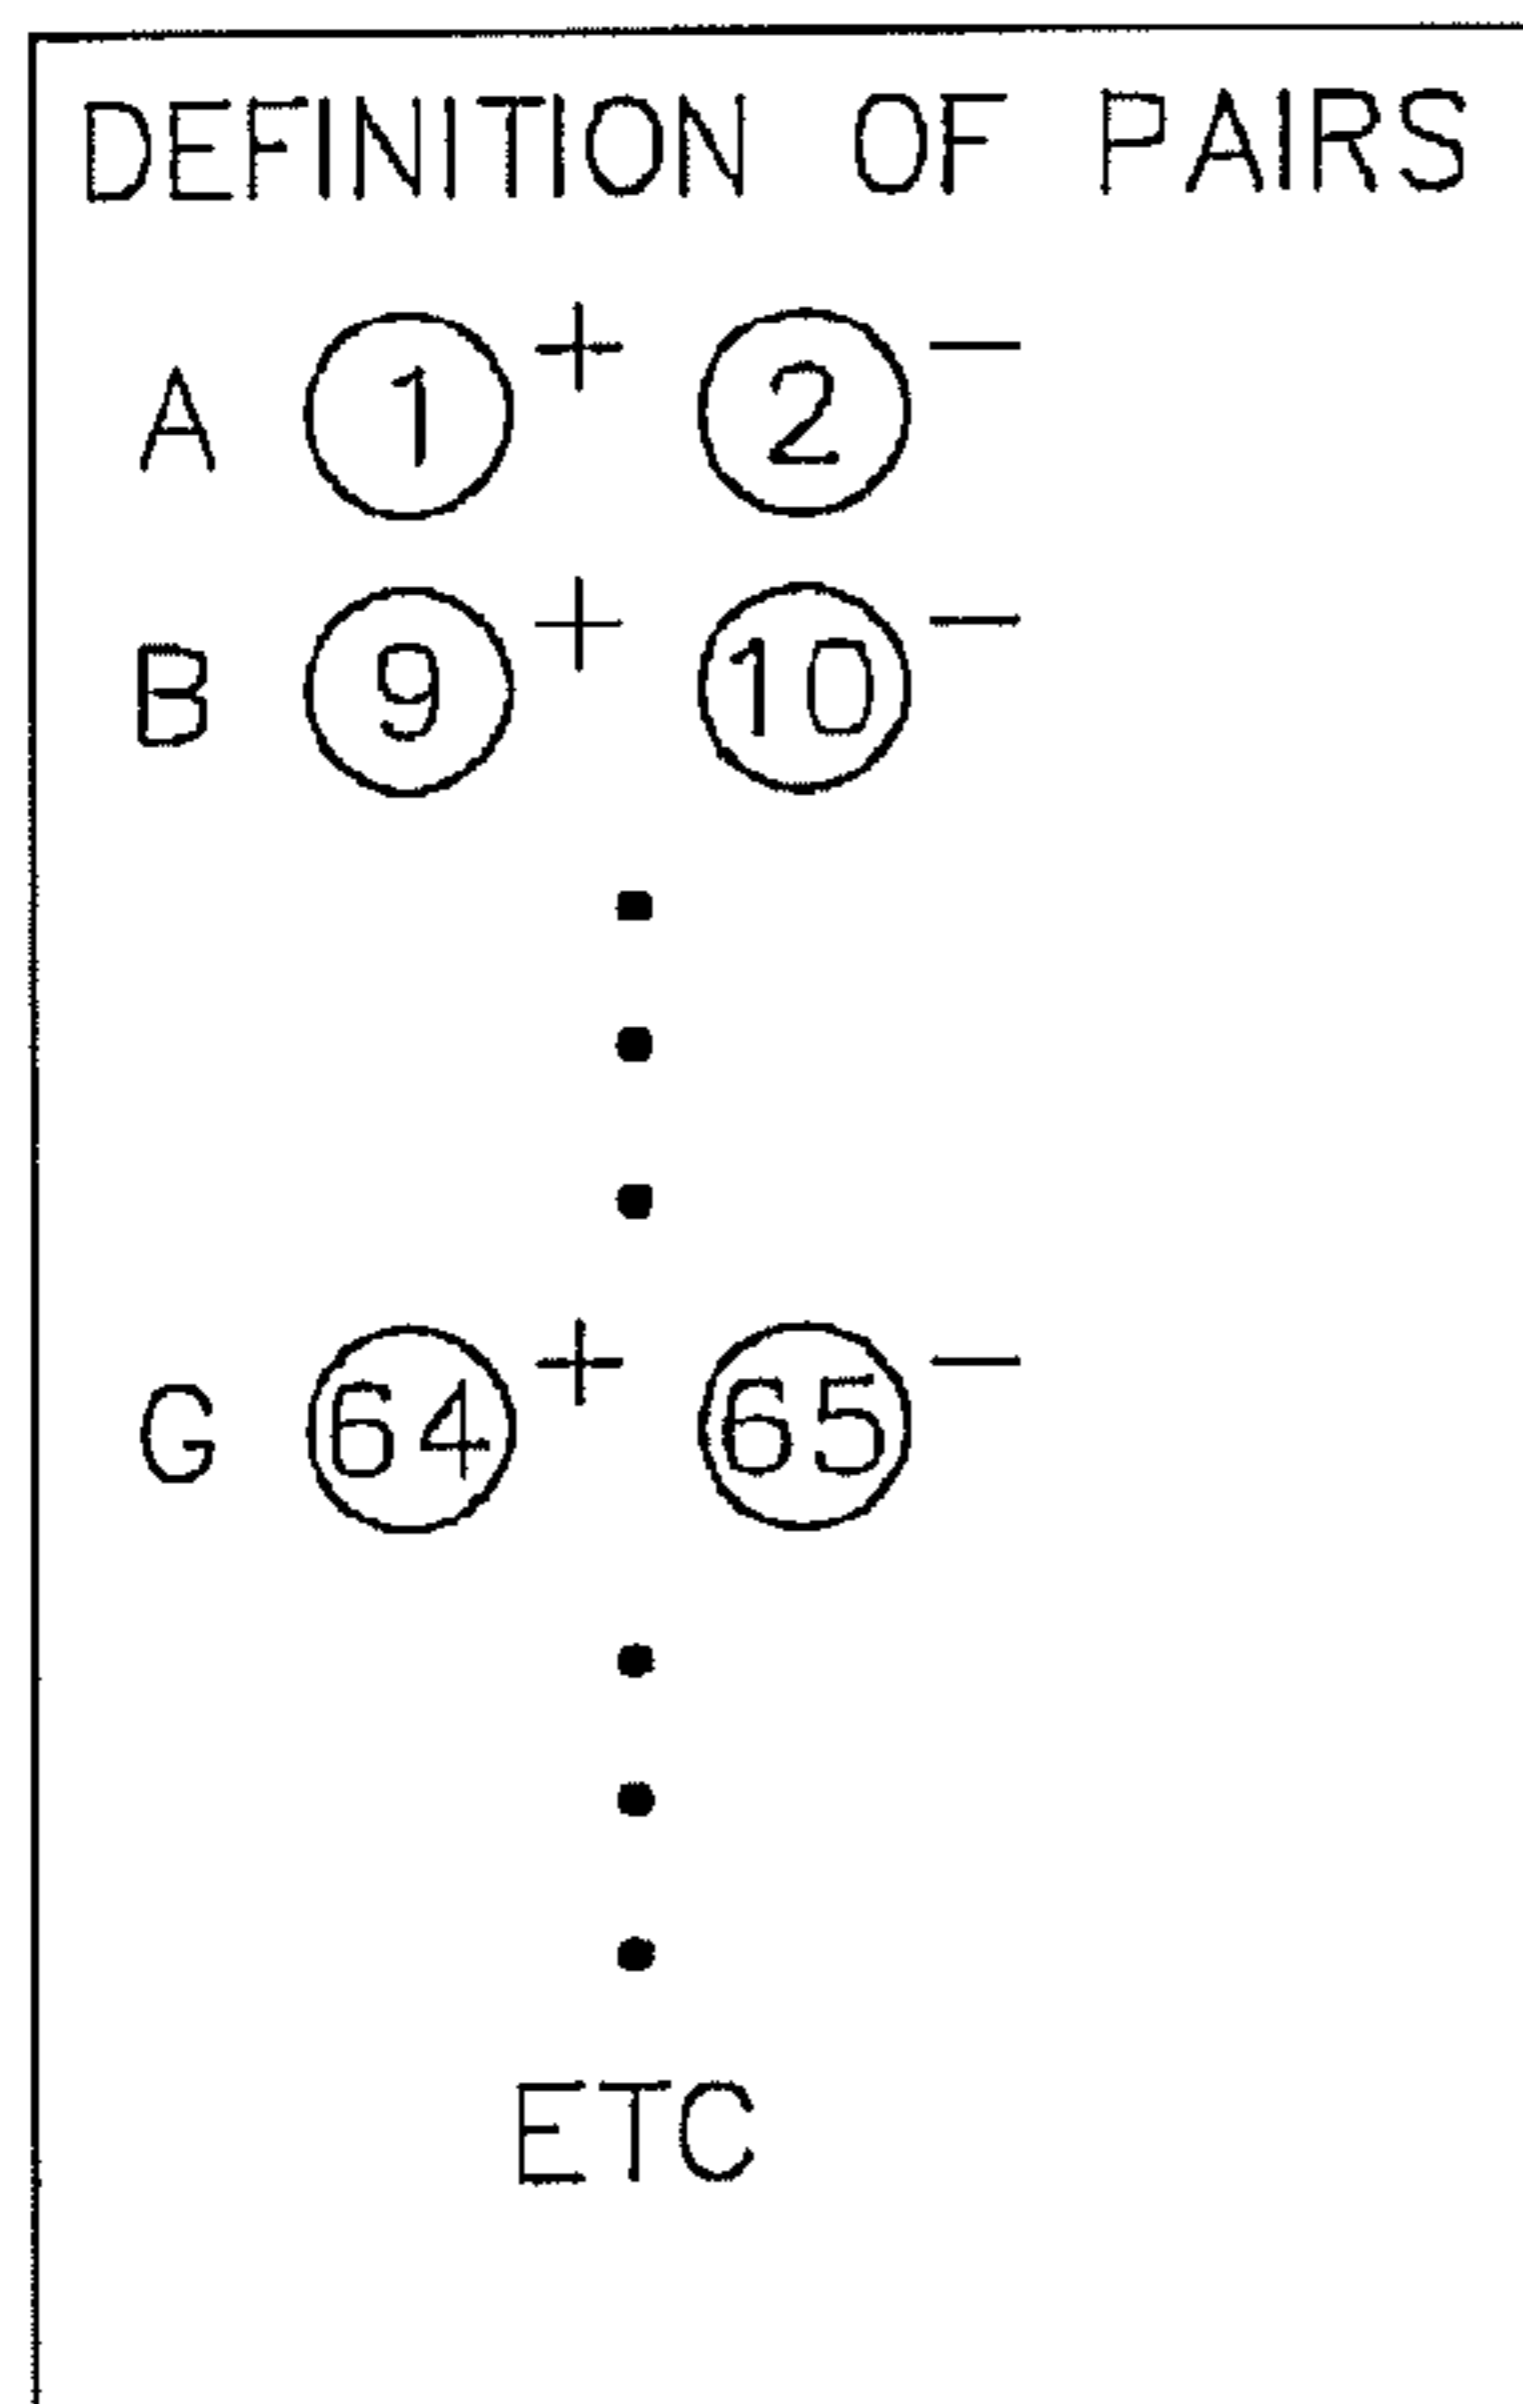 DEFINITION OF PAIRS
A 1+ 2−
B 9+ 10−
G 64+ 65−
ETC